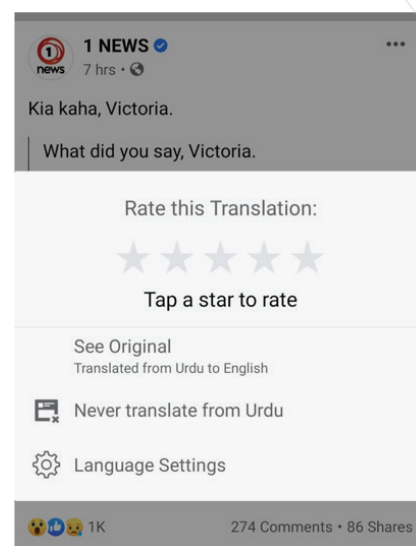 1 NEWS
1
news
7 hrs •
Kia kaha, Victoria.
What did you say, Victoria.
Rate this Translation:
Tap a star to rate
See Original
Translated from Urdu to English
Never translate from Urdu
Language Settings
1K
274 Comments • 86 Shares